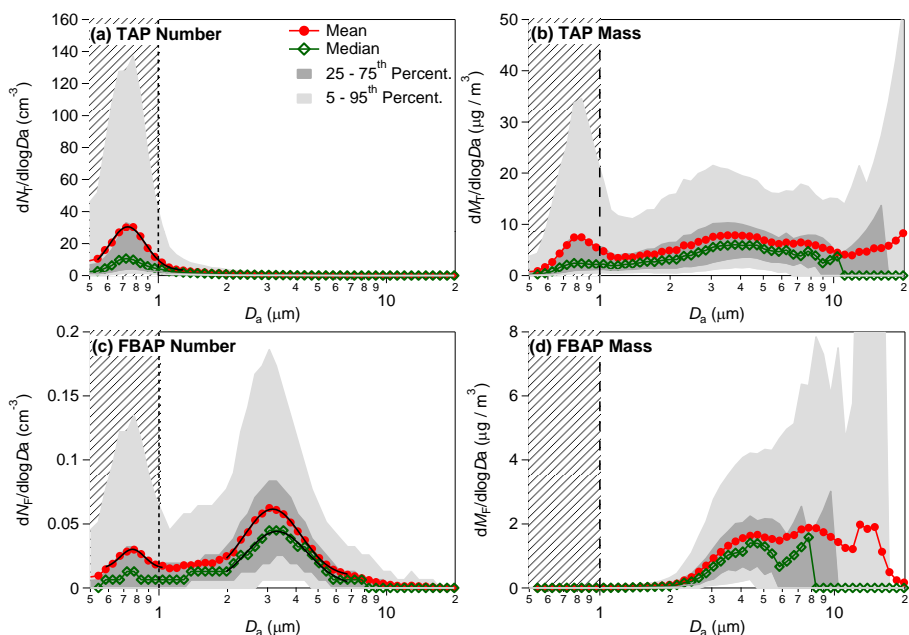 (a) TAP Number
Mean
Median
25 - 75th Percent.
5 - 95th Percent.
160
140
120
100
80
60
40
20
0
dN_T/dlogDa (cm-3)
5 6 7 8 9 1 2 3 4 5 6 7 8 9 10 2
Da (µm)
(b) TAP Mass
50
40
30
20
10
0
dM_T/dlogDa (µg / m3)
5 6 7 8 9 1 2 3 4 5 6 7 8 9 10 2
Da (µm)
(c) FBAP Number
0.2
0.15
0.1
0.05
0
dN_F/dlogDa (cm-3)
5 6 7 8 9 1 2 3 4 5 6 7 8 9 10 2
Da (µm)
(d) FBAP Mass
8
6
4
2
0
dM_F/dlogDa (µg / m3)
5 6 7 8 9 1 2 3 4 5 6 7 8 9 10 2
Da (µm)